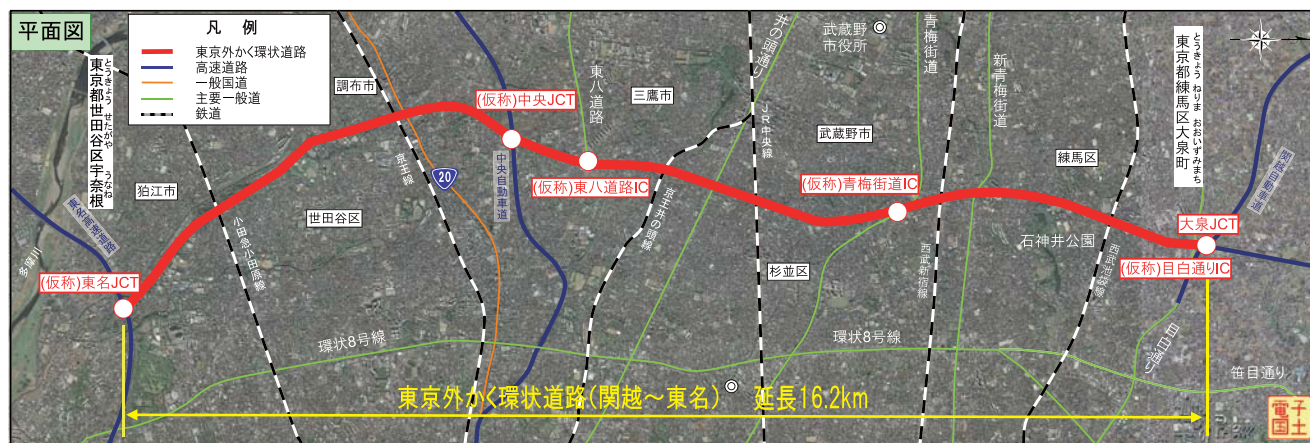 平面図
凡　例
東京外かく環状道路
高速道路
一般国道
主要一般道
鉄道
とうきょう　せたがや　うなね
東京都世田谷区宇奈根
狛江市
東名高速道路
多摩川
(仮称)東名JCT
小田急小田原線
世田谷区
調布市
京王線
20
(仮称)中央JCT
中央自動車道
東八道路
(仮称)東八道路IC
三鷹市
京王井の頭線
井の頭通り
JR中央線
武蔵野
市役所
武蔵野市
(仮称)青梅街道IC
杉並区
青梅街道
西武新宿線
新青梅街道
石神井公園
練馬区
西武池袋線
とうきょう　ねりま　おおいずみまち
東京都練馬区大泉町
関越自動車道
大泉JCT
(仮称)目白通りIC
目白通り
笹目通り
環状8号線
環状8号線
東京外かく環状道路(関越～東名)　延長16.2km
電子
国土